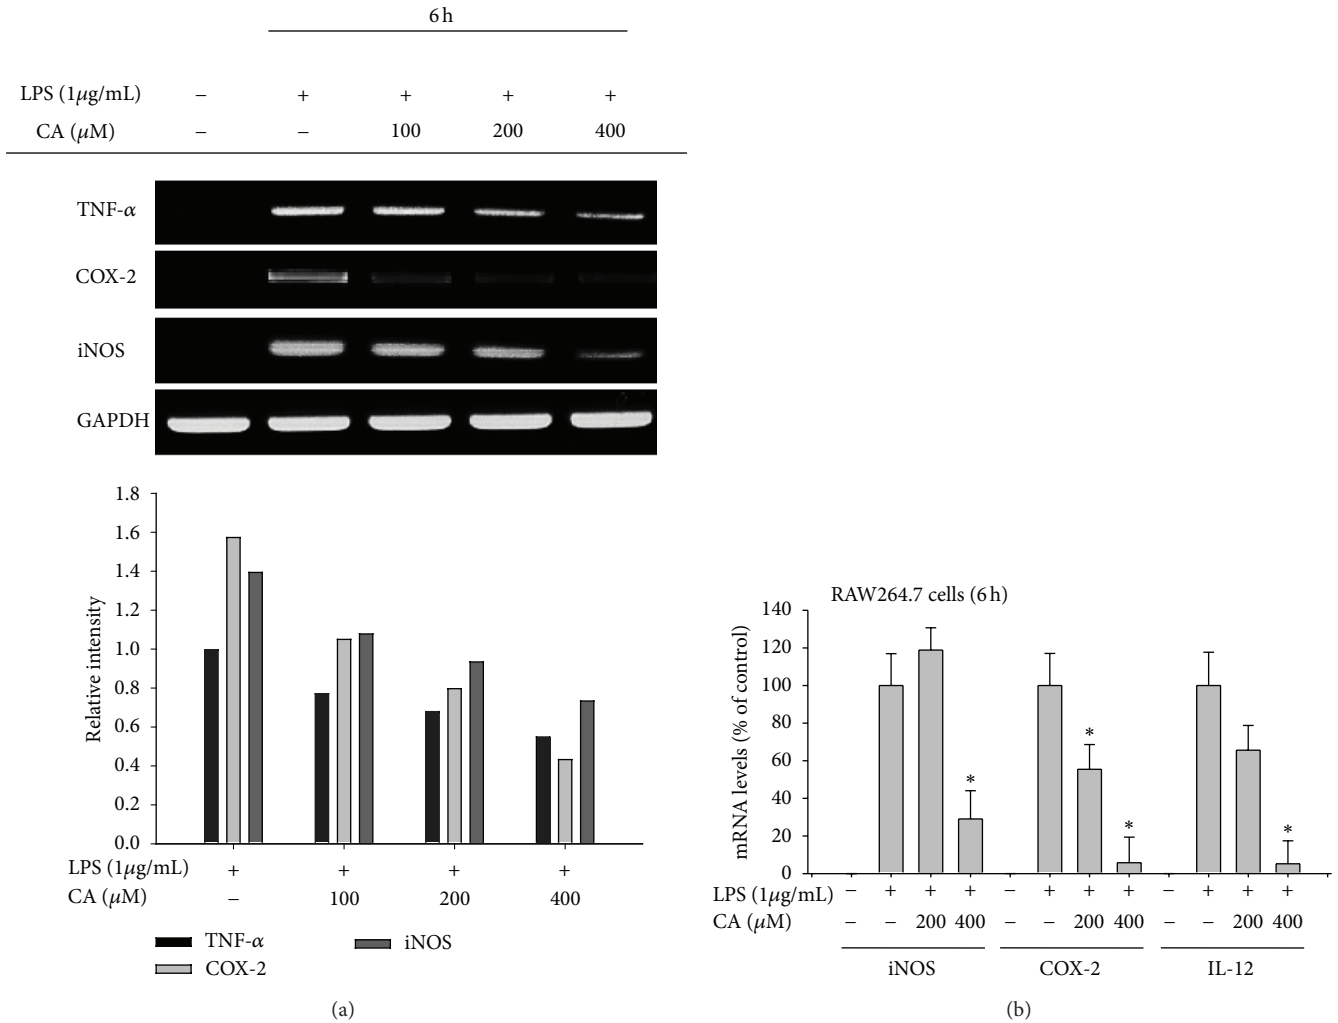 6 h
LPS (1μg/mL) – + + + +
CA (μM) – – 100 200 400
TNF-α
COX-2
iNOS
GAPDH
1.8
1.6
1.4
1.2
1.0
0.8
0.6
0.4
0.2
0.0
Relative intensity
LPS (1μg/mL) + + + +
CA (μM) – 100 200 400
TNF-α iNOS
COX-2
(a)
RAW264.7 cells (6 h)
140
120
100
80
60
40
20
0
mRNA levels (% of control)
* * * *
LPS (1μg/mL) – + + + – + + + – + + +
CA (μM) – – 200 400 – – 200 400 – – 200 400
iNOS COX-2 IL-12
(b)